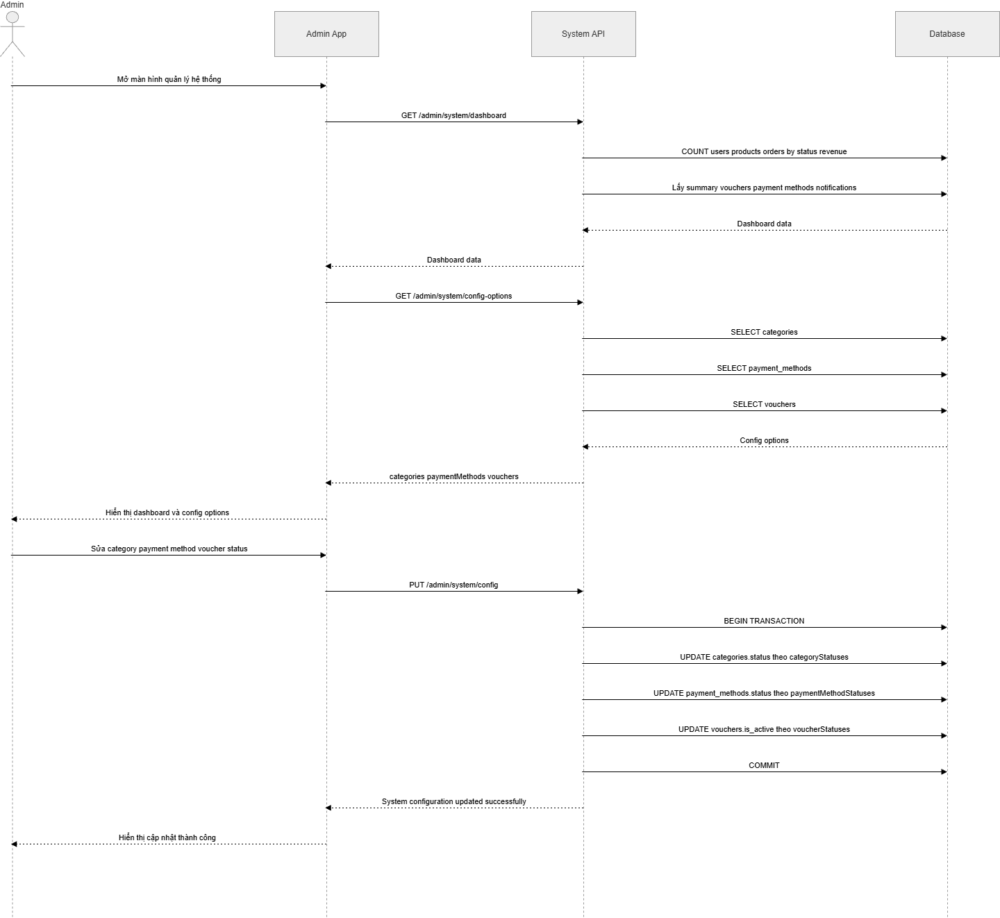 Admin
Admin App
System API
Database
Mở màn hình quản lý hệ thống
GET /admin/system/dashboard
COUNT users products orders by status revenue
Lấy summary vouchers payment methods notifications
Dashboard data
Dashboard data
GET /admin/system/config-options
SELECT categories
SELECT payment_methods
SELECT vouchers
Config options
categories paymentMethods vouchers
Hiển thị dashboard và config options
Sửa category payment method voucher status
PUT /admin/system/config
BEGIN TRANSACTION
UPDATE categories.status theo categoryStatuses
UPDATE payment_methods.status theo paymentMethodStatuses
UPDATE vouchers.is_active theo voucherStatuses
COMMIT
System configuration updated successfully
Hiển thị cập nhật thành công